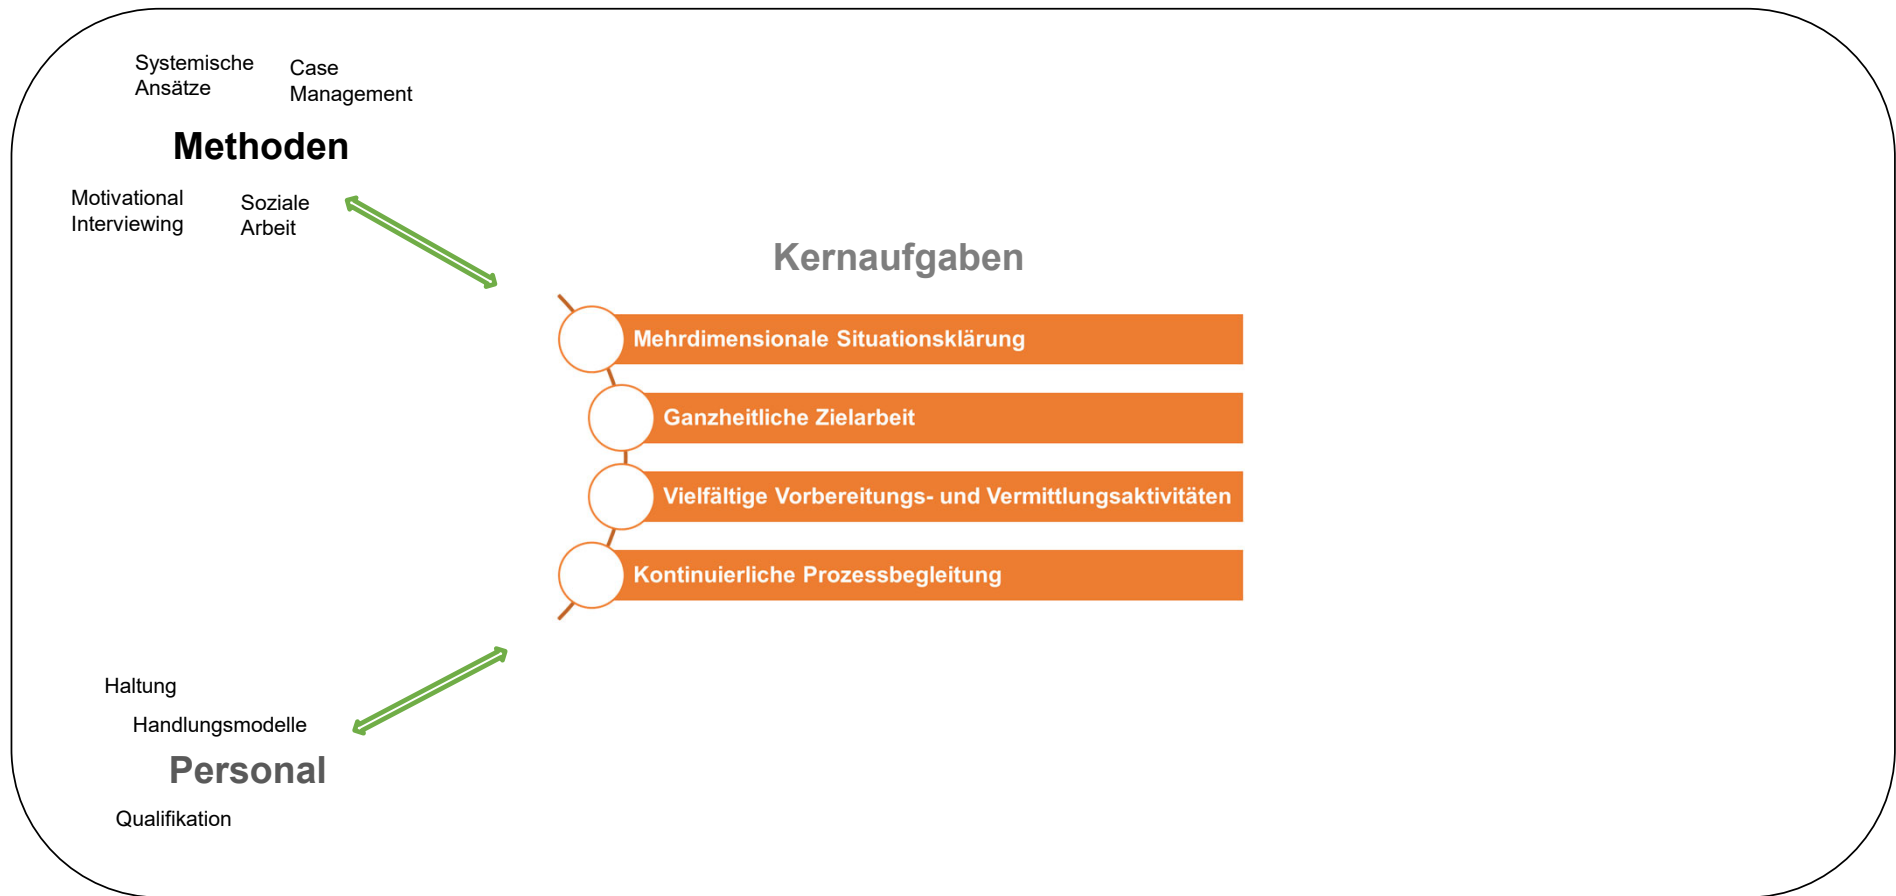 Systemische
Ansätze
Case
Management
Methoden
Motivational
Interviewing
Soziale
Arbeit
Kernaufgaben
Mehrdimensionale Situationsklärung
Ganzheitliche Zielarbeit
Vielfältige Vorbereitungs- und Vermittlungsaktivitäten
Kontinuierliche Prozessbegleitung
Haltung
Handlungsmodelle
Personal
Qualifikation